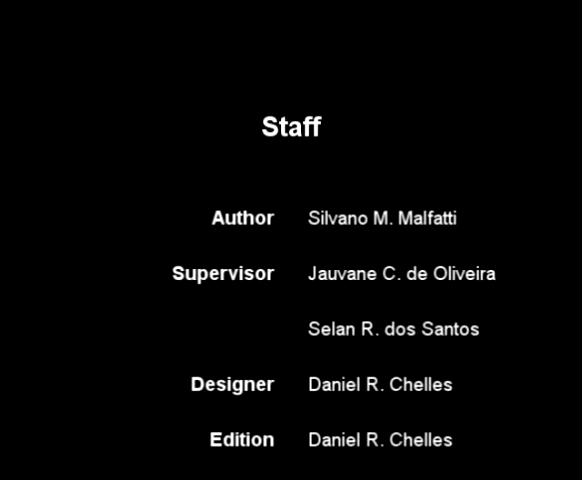 Staff
Author Silvano M. Malfatti
Supervisor Jauvane C. de Oliveira
Selan R. dos Santos
Designer Daniel R. Chelles
Edition Daniel R. Chelles